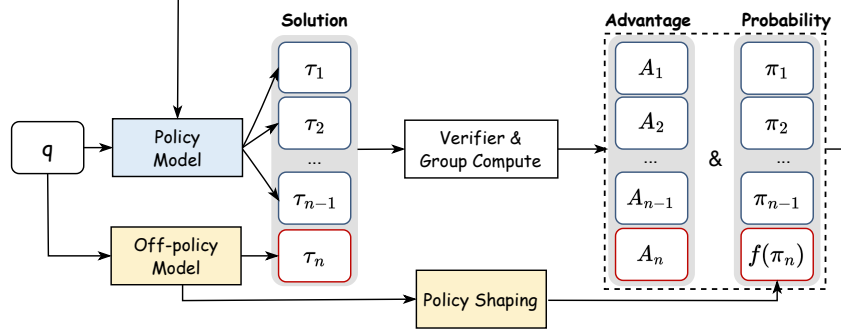 Solution
Advantage
Probability
τ₁
A₁
π₁
τ₂
A₂
π₂
q
Policy
Model
Verifier &
Group Compute
...
...
&
...
τₙ₋₁
Aₙ₋₁
πₙ₋₁
Off-policy
Model
τₙ
Aₙ
f(πₙ)
Policy Shaping